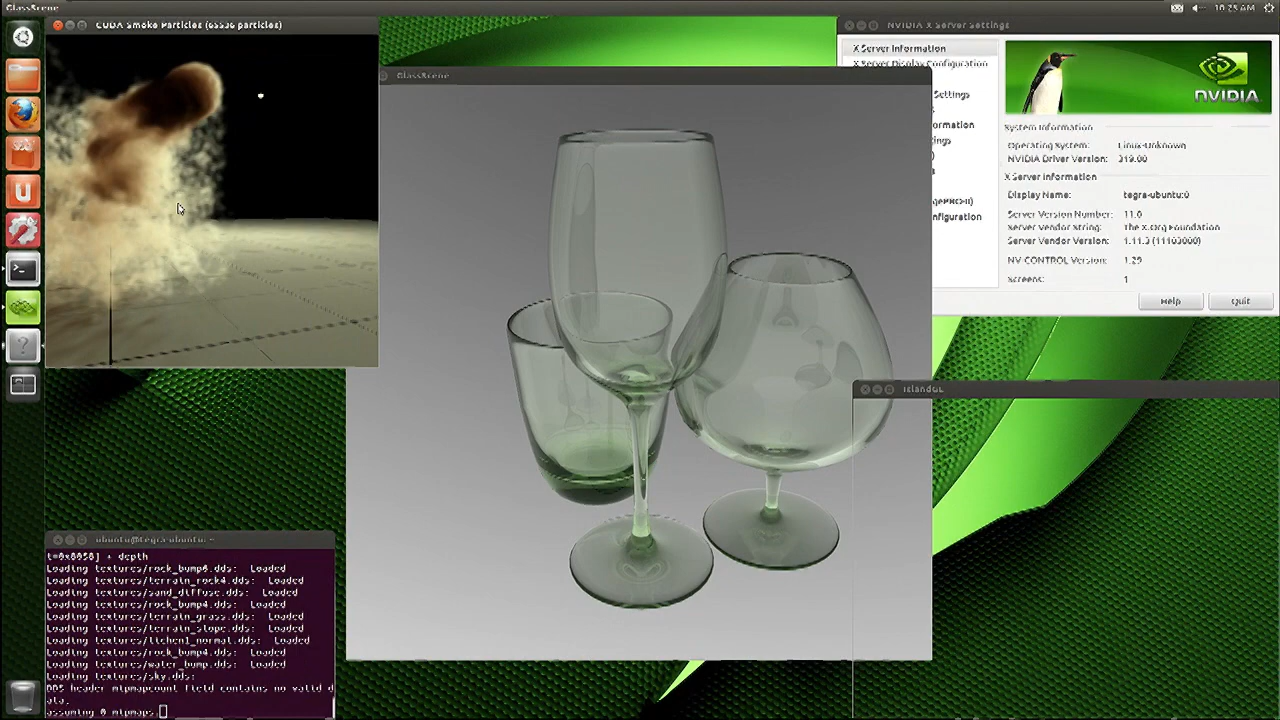 GlassScene
10:25 AM
CUDA Smoke Particles (65536 particles)
NVIDIA X Server Settings
X Server Information
X Server Display Configuration
Settings
ormation
ings
)
nfiguration
NVIDIA
System Information
Operating System: Linux-Unknown
NVIDIA Driver Version: 319.00
X Server Information
Display Name: tegra-ubuntu:0
Server Version Number: 11.0
Server Vendor String: The X.Org Foundation
Server Vendor Version: 1.11.3 (11103000)
NV-CONTROL Version: 1.29
Screens: 1
Help
Quit
GlassScene
IslandGL
ubuntu@tegra-ubuntu: ~
t=0x8058] + depth
Loading textures/rock_bump6.dds: Loaded
Loading textures/terrain_rock4.dds: Loaded
Loading textures/sand_diffuse.dds: Loaded
Loading textures/rock_bump4.dds: Loaded
Loading textures/terrain_grass.dds: Loaded
Loading textures/terrain_slope.dds: Loaded
Loading textures/lichen1_normal.dds: Loaded
Loading textures/rock_bump4.dds: Loaded
Loading textures/water_bump.dds: Loaded
Loading textures/sky.dds:
DDS header mipmapcount field contains no valid d
ata,
assuming 0 mipmaps.